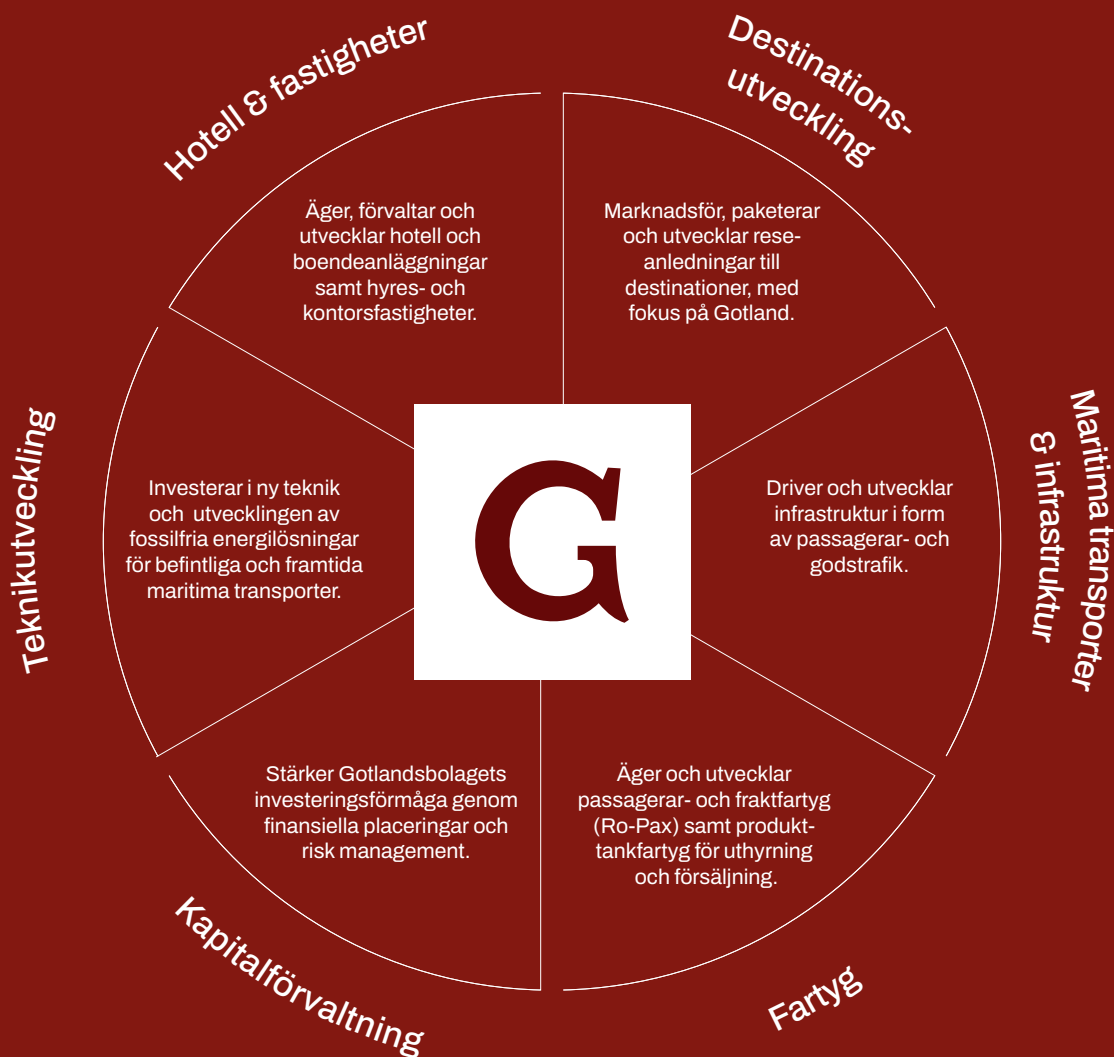 Hotell & fastigheter
Äger, förvaltar och
utvecklar hotell och
boendeanläggningar
samt hyres- och
kontorsfastigheter.
Destinations-
utveckling
Marknadsför, paketerar
och utvecklar rese-
anledningar till
destinationer, med
fokus på Gotland.
Maritima transporter
& infrastruktur
Driver och utvecklar
infrastruktur i form
av passagerar- och
godstrafik.
Fartyg
Äger och utvecklar
passagerar- och fraktfartyg
(Ro-Pax) samt produkt-
tankfartyg för uthyrning
och försäljning.
Kapitalförvaltning
Stärker Gotlandsbolagets
investeringsförmåga genom
finansiella placeringar och
risk management.
Teknikutveckling
Investerar i ny teknik
och utvecklingen av
fossilfria energilösningar
för befintliga och framtida
maritima transporter.
G